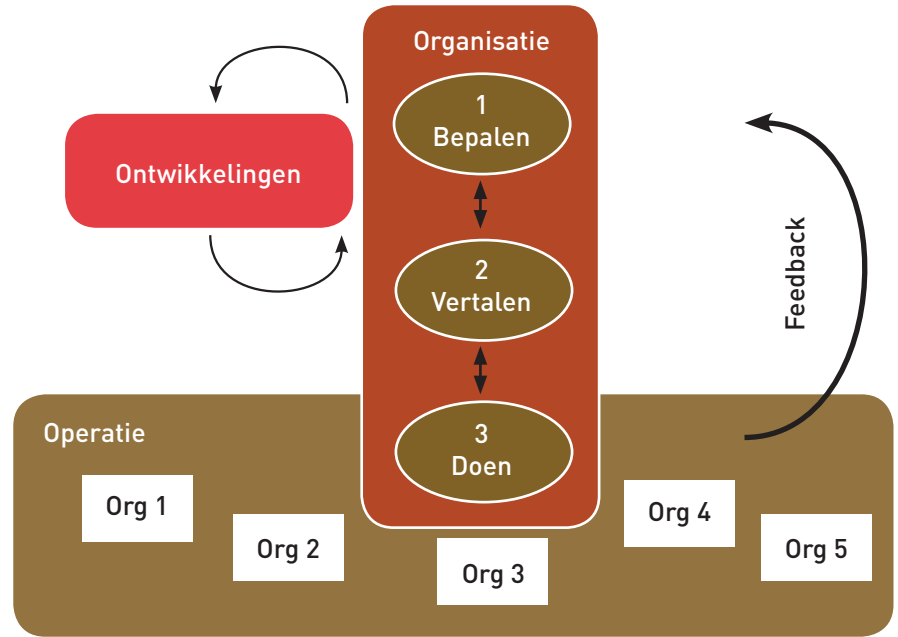 Organisatie
1
Bepalen
Ontwikkelingen
2
Vertalen
Feedback
3
Doen
Operatie
Org 1
Org 2
Org 3
Org 4
Org 5